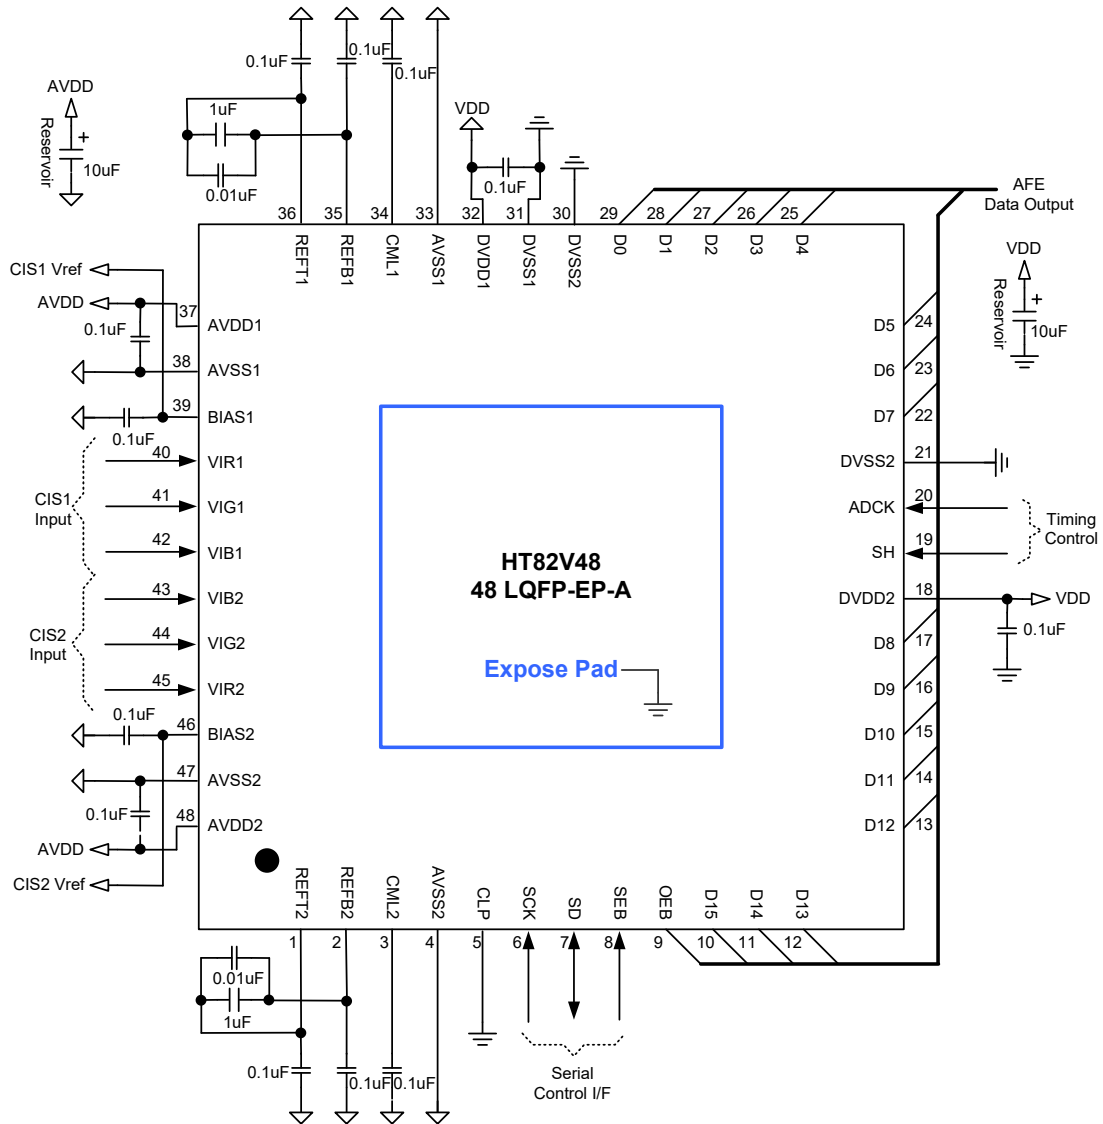 0.1uF
0.1uF
0.1uF
AVDD
Reservoir
+
10uF
1uF
0.01uF
VDD
0.1uF
36
35
34
33
32
31
30
29
28
27
26
25
AFE
Data Output
REFT1
REFB1
CML1
AVSS1
DVDD1
DVSS1
DVSS2
D0
D1
D2
D3
D4
VDD
Reservoir
+
10uF
CIS1 Vref
AVDD
0.1uF
37
AVDD1
38
AVSS1
39
BIAS1
0.1uF
40
VIR1
CIS1
Input
41
VIG1
42
VIB1
43
VIB2
CIS2
Input
44
VIG2
45
VIR2
0.1uF
46
BIAS2
47
AVSS2
0.1uF
48
AVDD2
AVDD
CIS2 Vref
HT82V48
48 LQFP-EP-A
Expose Pad
D5
24
D6
23
D7
22
DVSS2
21
ADCK
20
SH
19
Timing
Control
DVDD2
18
VDD
0.1uF
D8
17
D9
16
D10
15
D11
14
D12
13
REFT2
REFB2
CML2
AVSS2
CLP
SCK
SD
SEB
OEB
D15
D14
D13
1
2
3
4
5
6
7
8
9
10
11
12
0.01uF
1uF
0.1uF
0.1uF
0.1uF
Serial
Control I/F